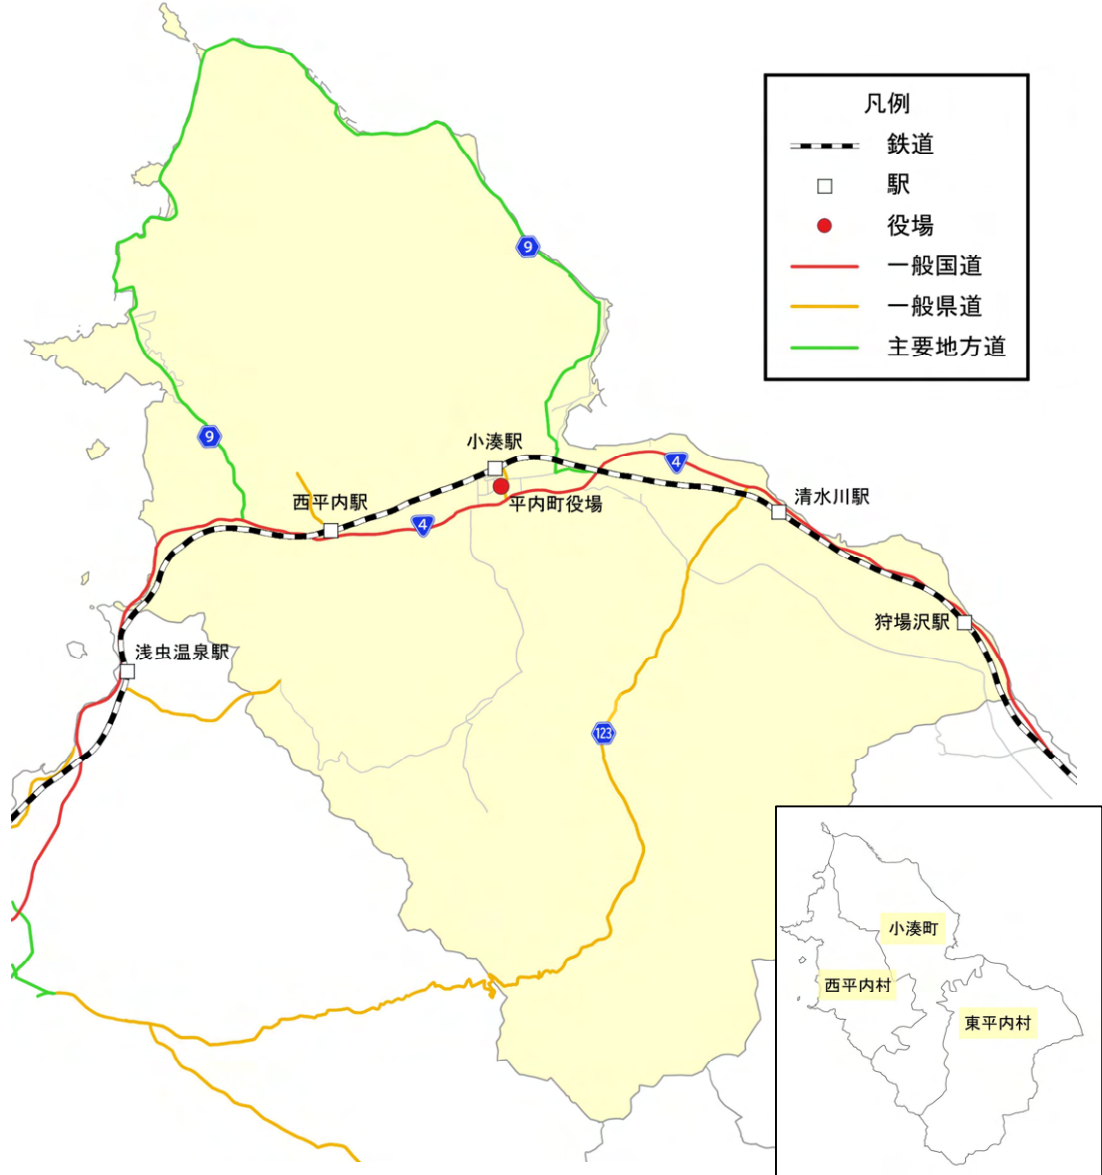 凡例
鉄道
駅
役場
一般国道
一般県道
主要地方道
9
9
小湊駅
4
西平内駅
4
平内町役場
清水川駅
狩場沢駅
浅虫温泉駅
123
小湊町
西平内村
東平内村